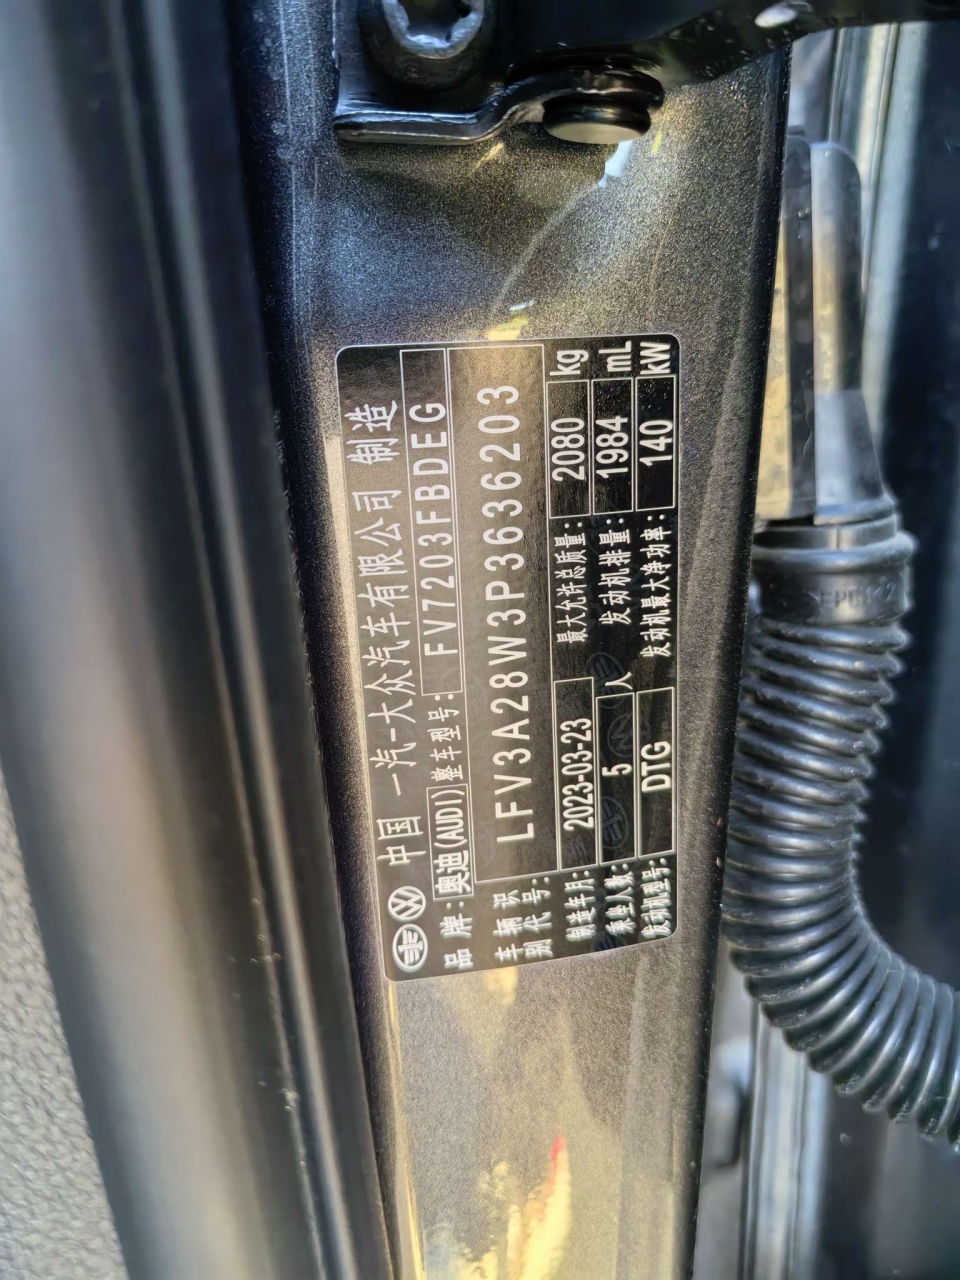 中国 一汽-大众汽车有限公司 制造
品牌:奥迪(AUDI) 整车型号: FV7203FBDEG
车辆识别代号: LFV3A28W3P3636203
制造年月: 2023-03-23 最大允许总质量: 2080 kg
乘坐人数: 5 人 发动机排量: 1984 mL
发动机型号: DTG 发动机最大净功率: 140 kW